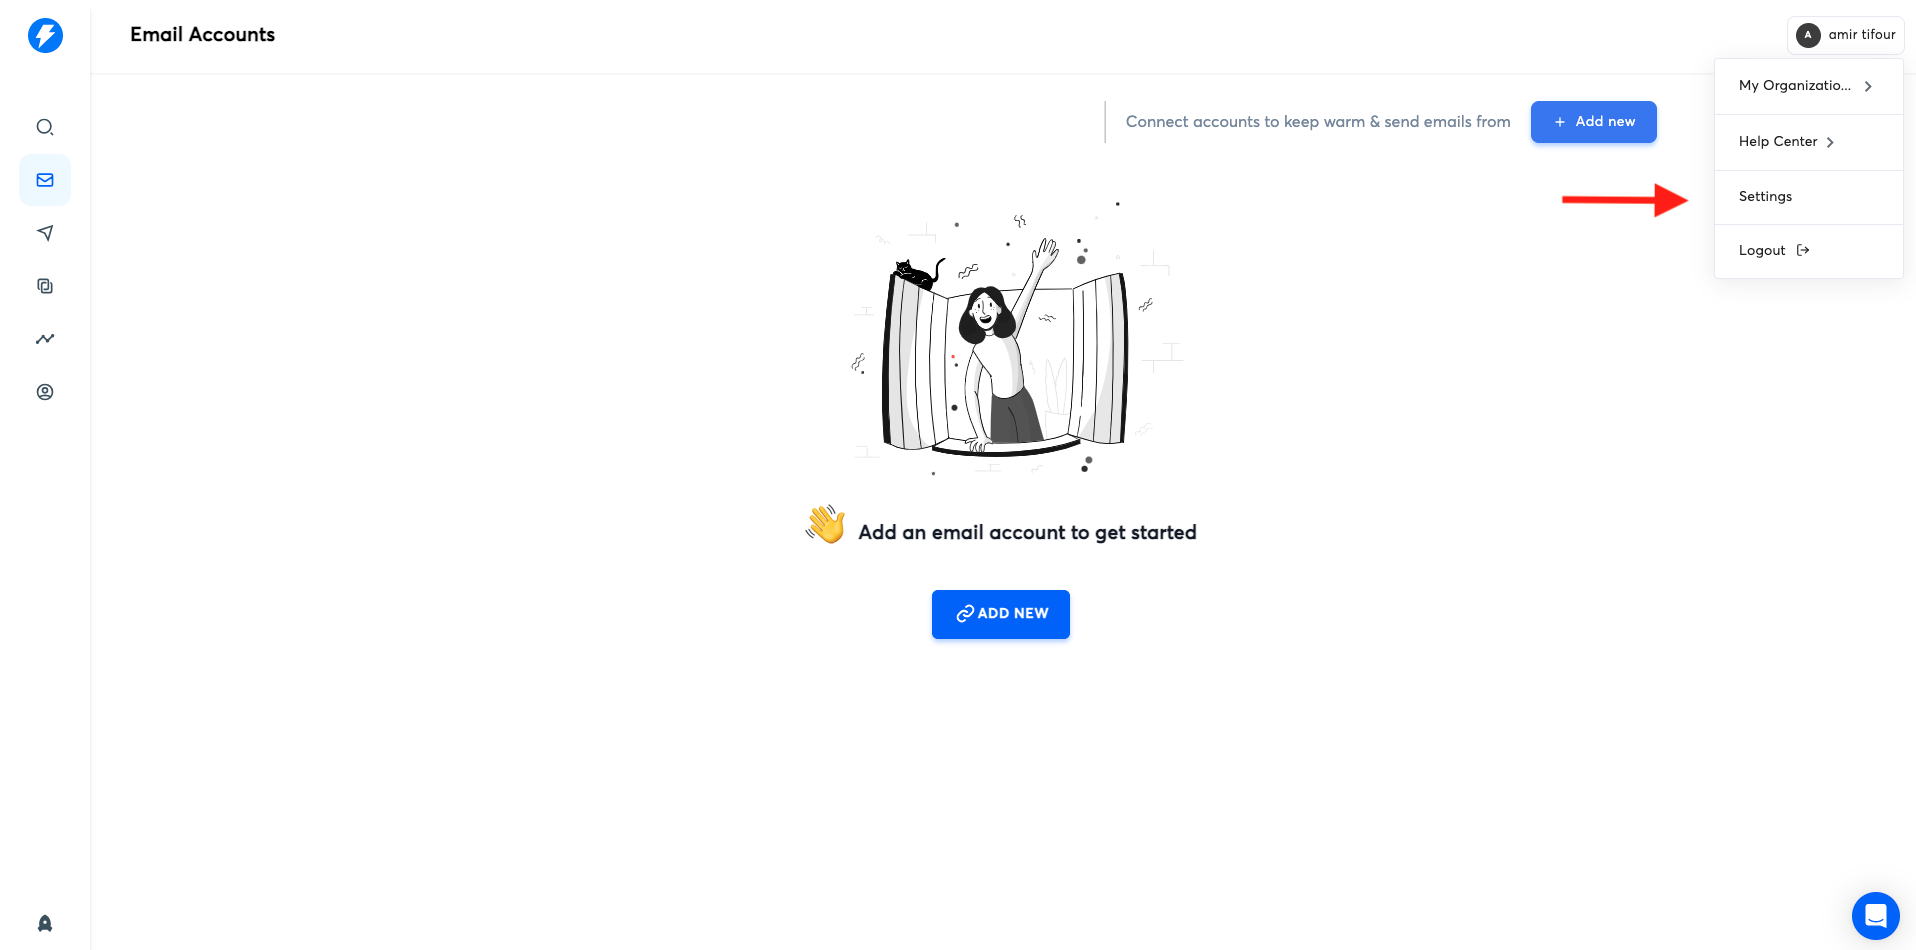 Email Accounts
A amir tifour
My Organizatio...
Connect accounts to keep warm & send emails from
+ Add new
Help Center
Settings
Logout
Add an email account to get started
ADD NEW